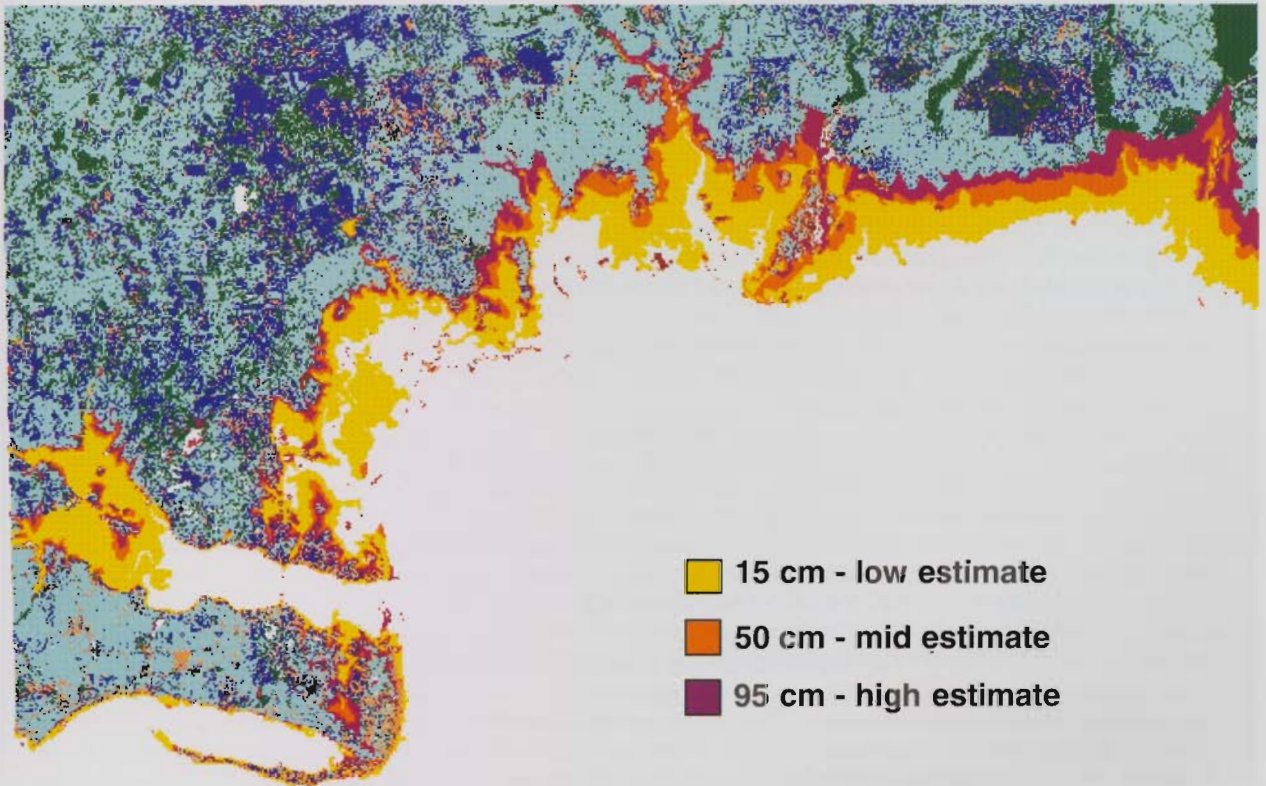 15 cm - low estimate
50 cm - mid estimate
95 cm - high estimate